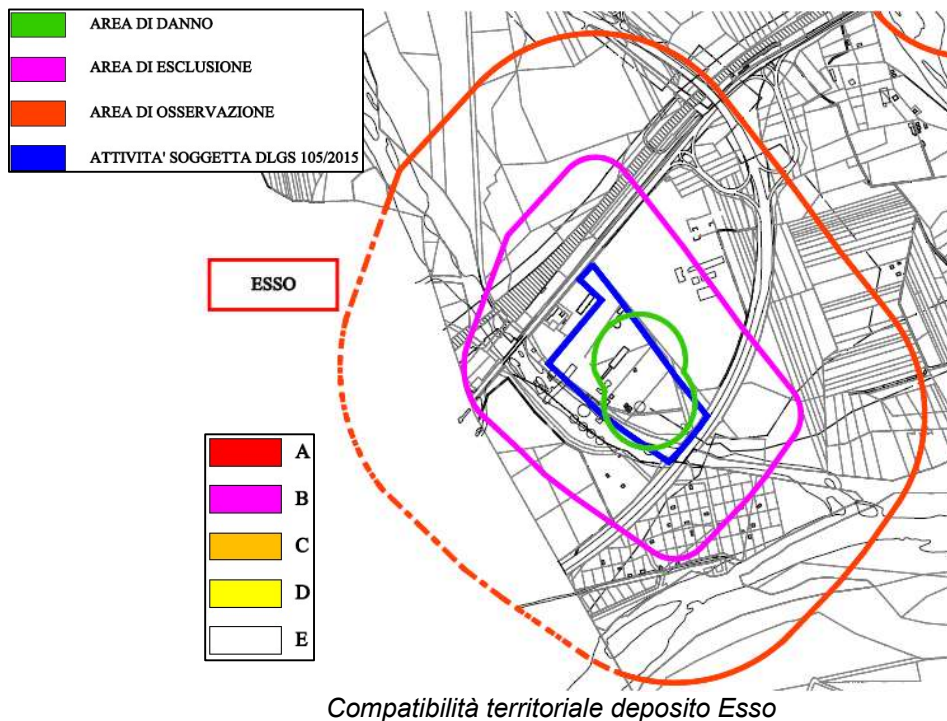 AREA DI DANNO
AREA DI ESCLUSIONE
AREA DI OSSERVAZIONE
ATTIVITA' SOGGETTA DLGS 105/2015
ESSO
A
B
C
D
E
Compatibilità territoriale deposito Esso